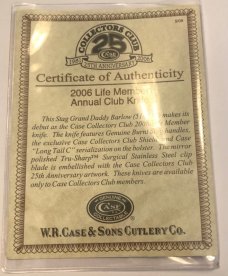 COLLECTORS CLUB
25
Case
25TH ANNIVERSARY
2006
Certificate of Authenticity
2006 Life Member
Annual Club Knife
This Stag Grand Daddy Barlow makes its
debut as the Case Collectors Club Member
Knife. The knife features Genuine handles,
the exclusive Case Collectors Club Shield and Case
"Long Tail C" serialization on the bolster. The mirror
polished Tru-Sharp™ Surgical Stainless Steel clip
blade is embellished with the Case Collectors Club
25th Anniversary artwork. These knives are available
only to Case Collectors Club members.
Case
W.R. CASE & SONS CUTLERY CO.